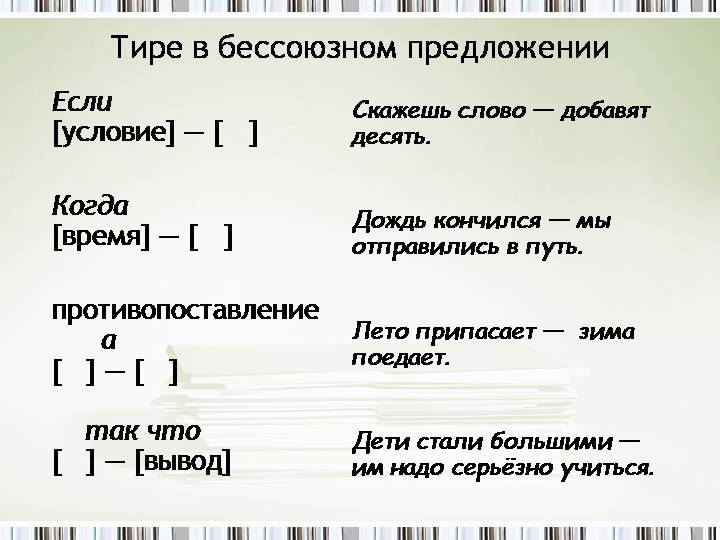 Тире в бессоюзном предложении
Если
[условие] — [ ]
Скажешь слово — добавят
десять.
Когда
[время] — [ ]
Дождь кончился — мы
отправились в путь.
противопоставление
а
[ ] — [ ]
Лето припасает — зима
поедает.
так что
[ ] — [вывод]
Дети стали большими —
им надо серьёзно учиться.